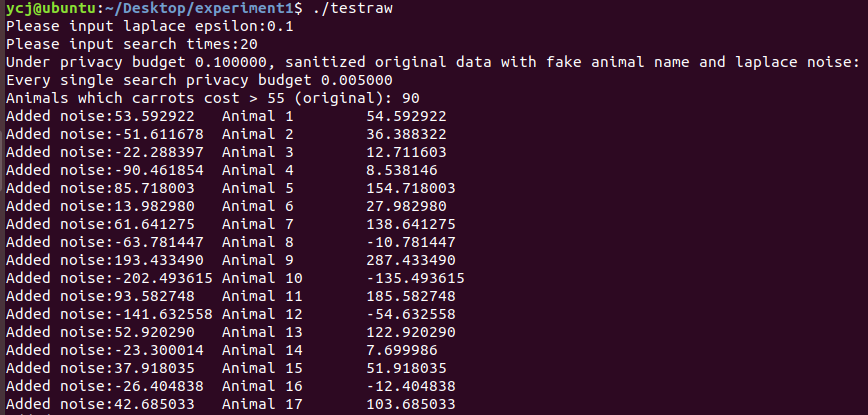 ycj@ubuntu:~/Desktop/experiment1$ ./testraw
Please input laplace epsilon:0.1
Please input search times:20
Under privacy budget 0.100000, sanitized original data with fake animal name and laplace noise:
Every single search privacy budget 0.005000
Animals which carrots cost > 55 (original): 90
Added noise:53.592922 Animal 1 54.592922
Added noise:-51.611678 Animal 2 36.388322
Added noise:-22.288397 Animal 3 12.711603
Added noise:-90.461854 Animal 4 8.538146
Added noise:85.718003 Animal 5 154.718003
Added noise:13.982980 Animal 6 27.982980
Added noise:61.641275 Animal 7 138.641275
Added noise:-63.781447 Animal 8 -10.781447
Added noise:193.433490 Animal 9 287.433490
Added noise:-202.493615 Animal 10 -135.493615
Added noise:93.582748 Animal 11 185.582748
Added noise:-141.632558 Animal 12 -54.632558
Added noise:52.920290 Animal 13 122.920290
Added noise:-23.300014 Animal 14 7.699986
Added noise:37.918035 Animal 15 51.918035
Added noise:-26.404838 Animal 16 -12.404838
Added noise:42.685033 Animal 17 103.685033